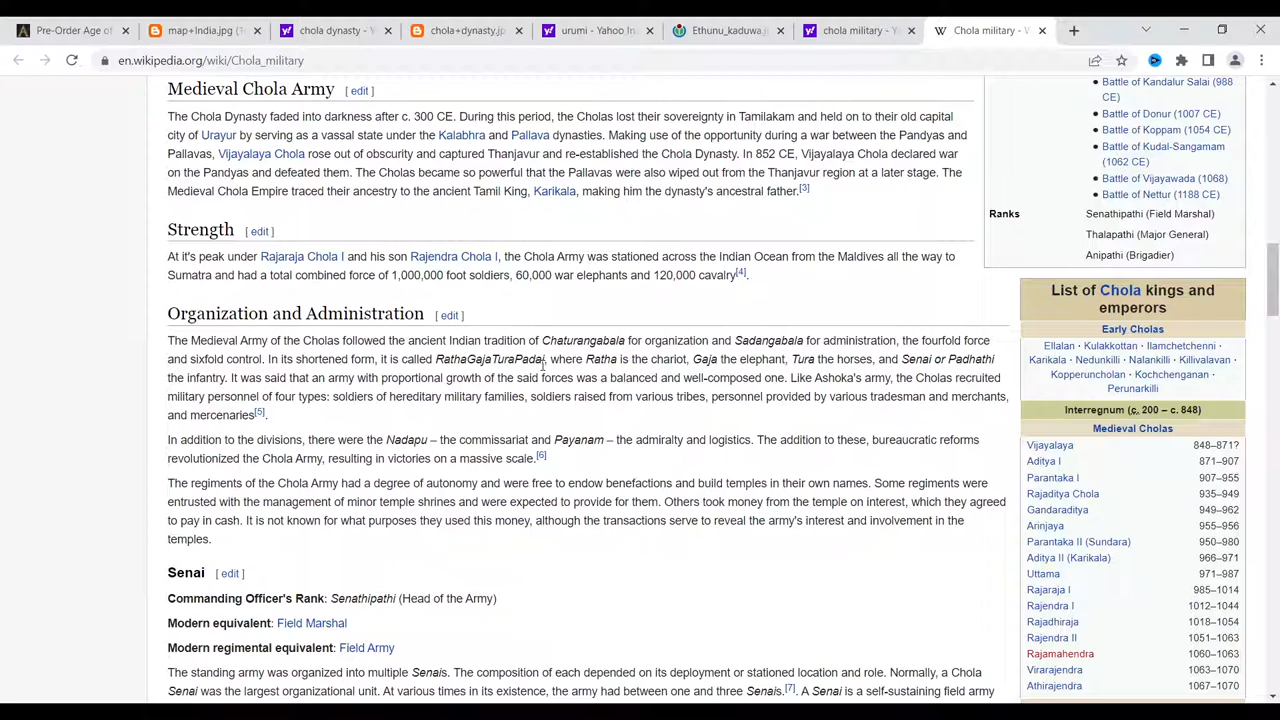 Pre-Order Age of
map+India.jpg (1
chola dynasty -
chola+dynasty.jp
urumi - Yahoo In
Ethunu_kaduwa.j
chola military -
Chola military - W
en.wikipedia.org/wiki/Chola_military
Medieval Chola Army [ edit ]
The Chola Dynasty faded into darkness after c. 300 CE. During this period, the Cholas lost their sovereignty in Tamilakam and held on to their old capital
city of Urayur by serving as a vassal state under the Kalabhra and Pallava dynasties. Making use of the opportunity during a war between the Pandyas and
Pallavas, Vijayalaya Chola rose out of obscurity and captured Thanjavur and re-established the Chola Dynasty. In 852 CE, Vijayalaya Chola declared war
on the Pandyas and defeated them. The Cholas became so powerful that the Pallavas were also wiped out from the Thanjavur region at a later stage. The
Medieval Chola Empire traced their ancestry to the ancient Tamil King, Karikala, making him the dynasty's ancestral father.[3]
Strength [ edit ]
At it's peak under Rajaraja Chola I and his son Rajendra Chola I, the Chola Army was stationed across the Indian Ocean from the Maldives all the way to
Sumatra and had a total combined force of 1,000,000 foot soldiers, 60,000 war elephants and 120,000 cavalry[4].
Organization and Administration [ edit ]
The Medieval Army of the Cholas followed the ancient Indian tradition of Chaturangabala for organization and Sadangabala for administration, the fourfold force
and sixfold control. In its shortened form, it is called RathaGajaTuraPadai, where Ratha is the chariot, Gaja the elephant, Tura the horses, and Senai or Padhathi
the infantry. It was said that an army with proportional growth of the said forces was a balanced and well-composed one. Like Ashoka's army, the Cholas recruited
military personnel of four types: soldiers of hereditary military families, soldiers raised from various tribes, personnel provided by various tradesman and merchants,
and mercenaries[5].
In addition to the divisions, there were the Nadapu – the commissariat and Payanam – the admiralty and logistics. The addition to these, bureaucratic reforms
revolutionized the Chola Army, resulting in victories on a massive scale.[6]
The regiments of the Chola Army had a degree of autonomy and were free to endow benefactions and build temples in their own names. Some regiments were
entrusted with the management of minor temple shrines and were expected to provide for them. Others took money from the temple on interest, which they agreed
to pay in cash. It is not known for what purposes they used this money, although the transactions serve to reveal the army's interest and involvement in the
temples.
Senai [ edit ]
Commanding Officer's Rank: Senathipathi (Head of the Army)
Modern equivalent: Field Marshal
Modern regimental equivalent: Field Army
The standing army was organized into multiple Senais. The composition of each depended on its deployment or stationed location and role. Normally, a Chola
Senai was the largest organizational unit. At various times in its existence, the army had between one and three Senais.[7]. A Senai is a self-sustaining field army
Battle of Kandalur Salai (988
CE)
Battle of Donur (1007 CE)
Battle of Koppam (1054 CE)
Battle of Kudal-Sangamam
(1062 CE)
Battle of Vijayawada (1068)
Battle of Nettur (1188 CE)
Ranks Senathipathi (Field Marshal)
Thalapathi (Major General)
Anipathi (Brigadier)
List of Chola kings and
emperors
Early Cholas
Ellalan · Kulakkottan · Ilamchetchenni ·
Karikala · Nedunkilli · Nalankilli · Killivalavan ·
Kopperuncholan · Kochchenganan ·
Perunarkilli
Interregnum (c. 200 – c. 848)
Medieval Cholas
Vijayalaya 848–871?
Aditya I 871–907
Parantaka I 907–955
Rajaditya Chola 935–949
Gandaraditya 949–962
Arinjaya 955–956
Parantaka II (Sundara) 950–980
Aditya II (Karikala) 966–971
Uttama 971–987
Rajaraja I 985–1014
Rajendra I 1012–1044
Rajadhiraja 1018–1054
Rajendra II 1051–1063
Rajamahendra 1060–1063
Virarajendra 1063–1070
Athirajendra 1067–1070